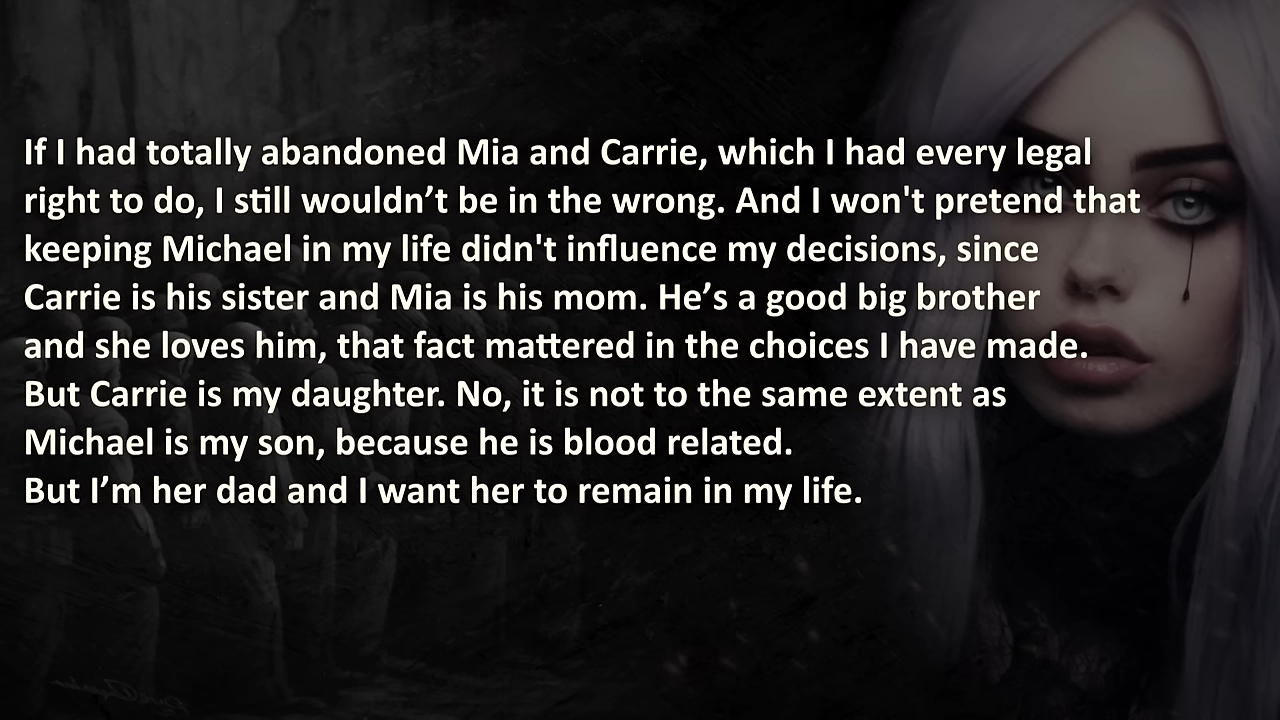 If I had totally abandoned Mia and Carrie, which I had every legal
right to do, I still wouldn’t be in the wrong. And I won't pretend that
keeping Michael in my life didn't influence my decisions, since
Carrie is his sister and Mia is his mom. He’s a good big brother
and she loves him, that fact mattered in the choices I have made.
But Carrie is my daughter. No, it is not to the same extent as
Michael is my son, because he is blood related.
But I’m her dad and I want her to remain in my life.